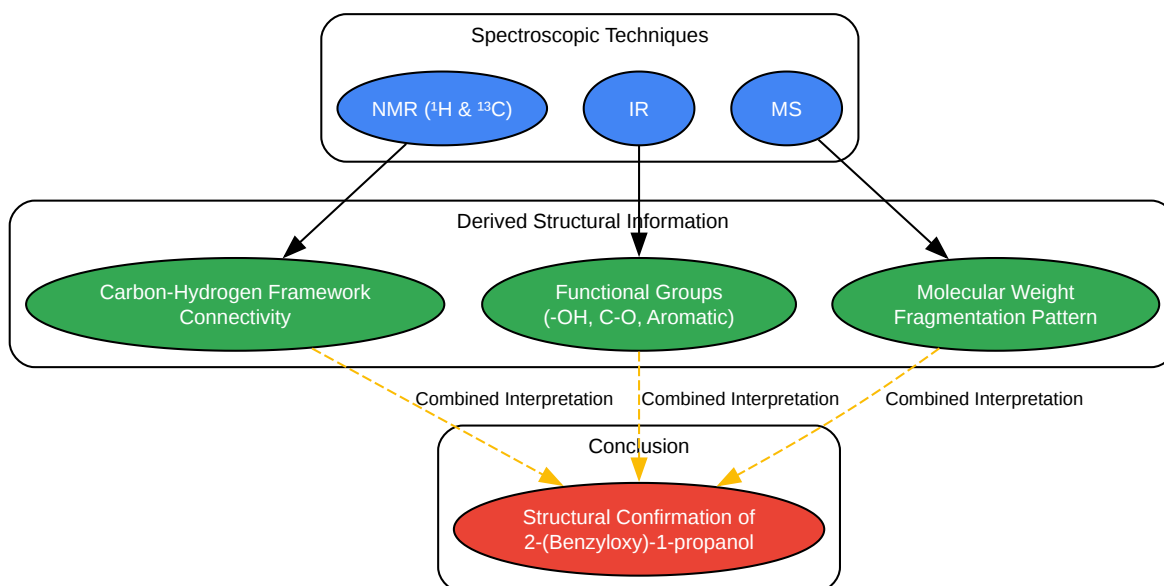 Spectroscopic Techniques
NMR (¹H & ¹³C)
IR
MS
Derived Structural Information
Carbon-Hydrogen Framework
Connectivity
Functional Groups
(-OH, C-O, Aromatic)
Molecular Weight
Fragmentation Pattern
Combined Interpretation
Combined Interpretation
Combined Interpretation
Conclusion
Structural Confirmation of
2-(Benzyloxy)-1-propanol